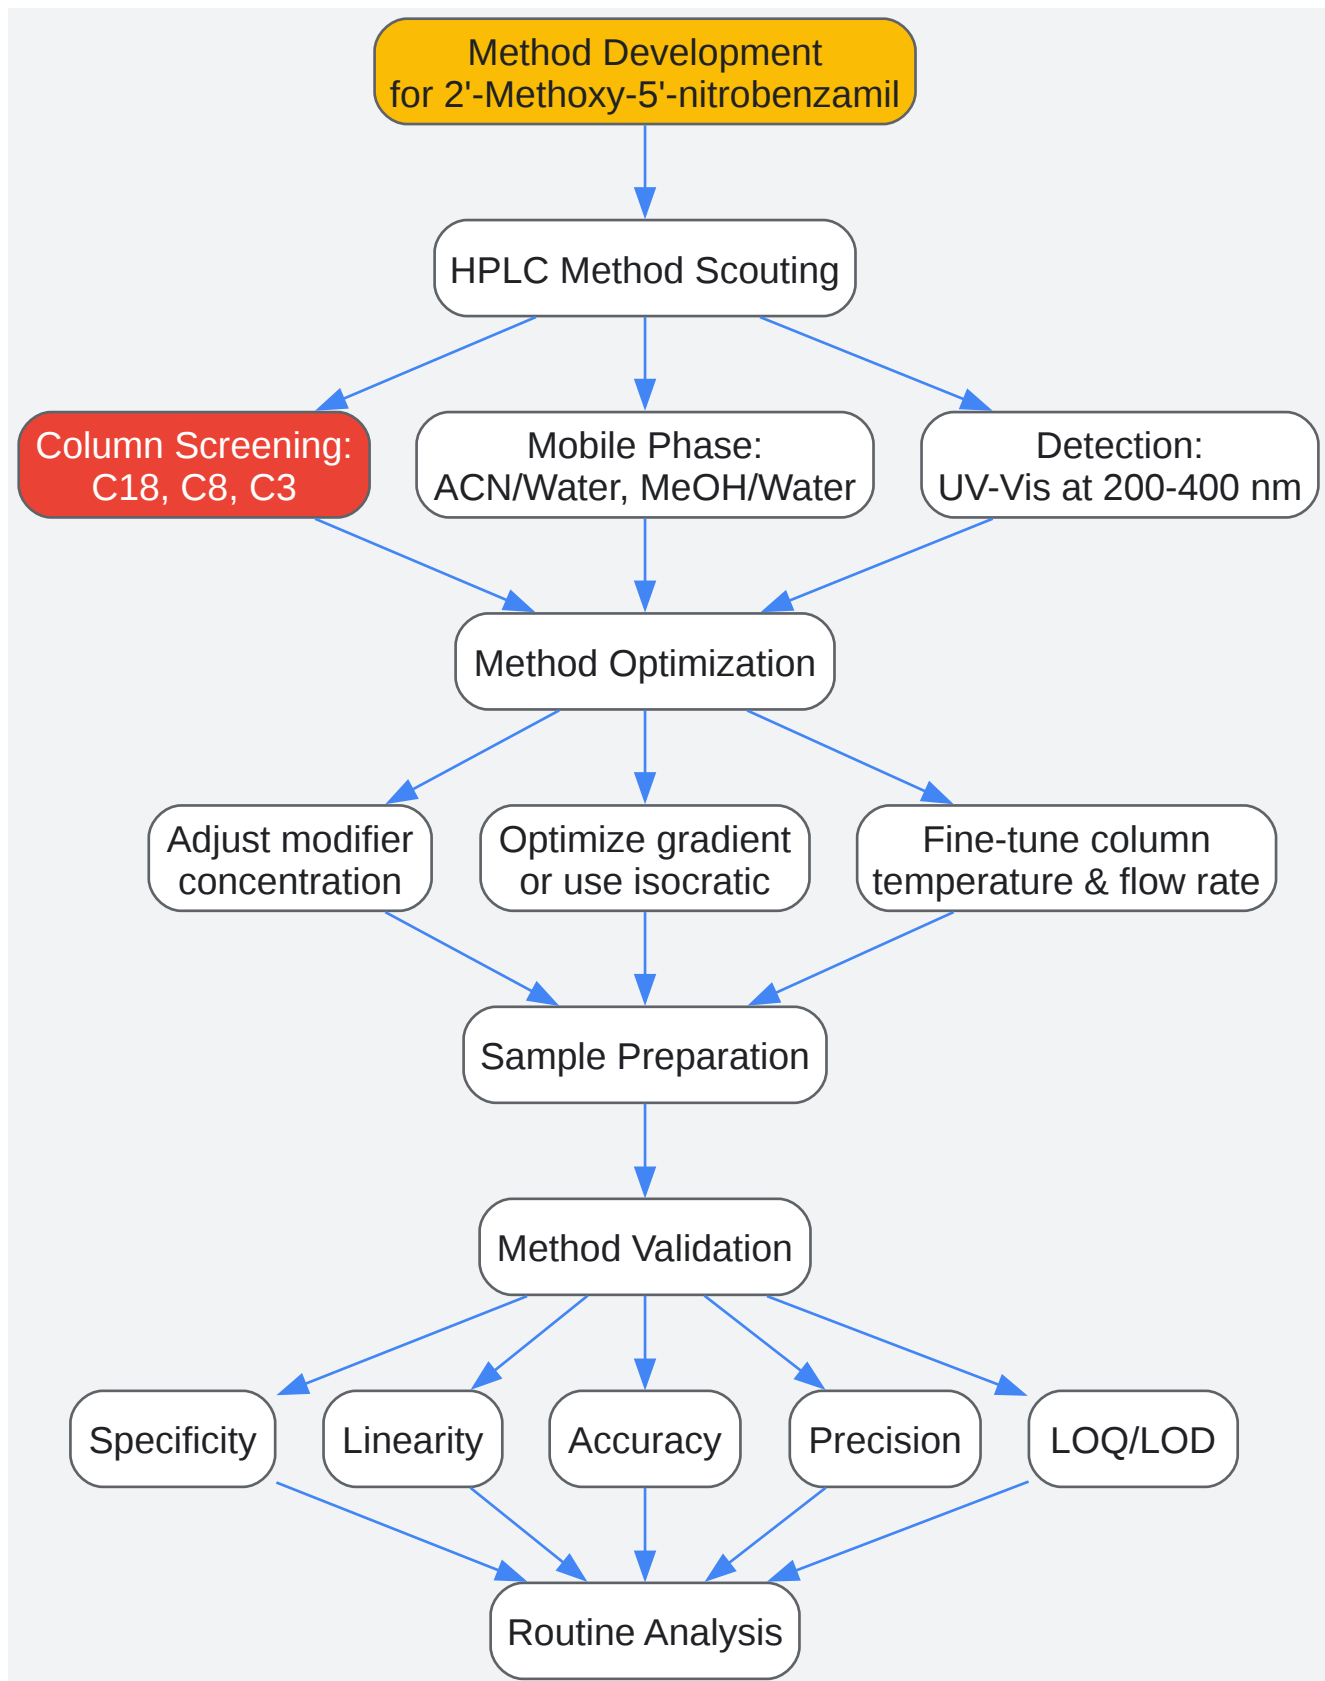 Method Development
for 2'-Methoxy-5'-nitrobenzamil
HPLC Method Scouting
Column Screening:
C18, C8, C3
Mobile Phase:
ACN/Water, MeOH/Water
Detection:
UV-Vis at 200-400 nm
Method Optimization
Adjust modifier
concentration
Optimize gradient
or use isocratic
Fine-tune column
temperature & flow rate
Sample Preparation
Method Validation
Specificity
Linearity
Accuracy
Precision
LOQ/LOD
Routine Analysis